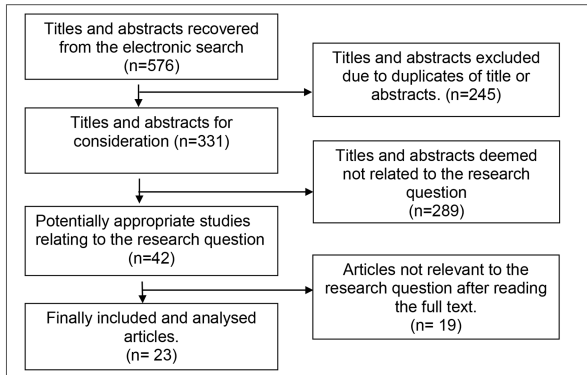 Titles and abstracts recovered
from the electronic search
(n=576)
Titles and abstracts excluded
due to duplicates of title or
abstracts. (n=245)
Titles and abstracts for
consideration (n=331)
Titles and abstracts deemed
not related to the research
question
(n=289)
Potentially appropriate studies
relating to the research question
(n=42)
Articles not relevant to the
research question after reading
the full text.
(n= 19)
Finally included and analysed
articles.
(n= 23)